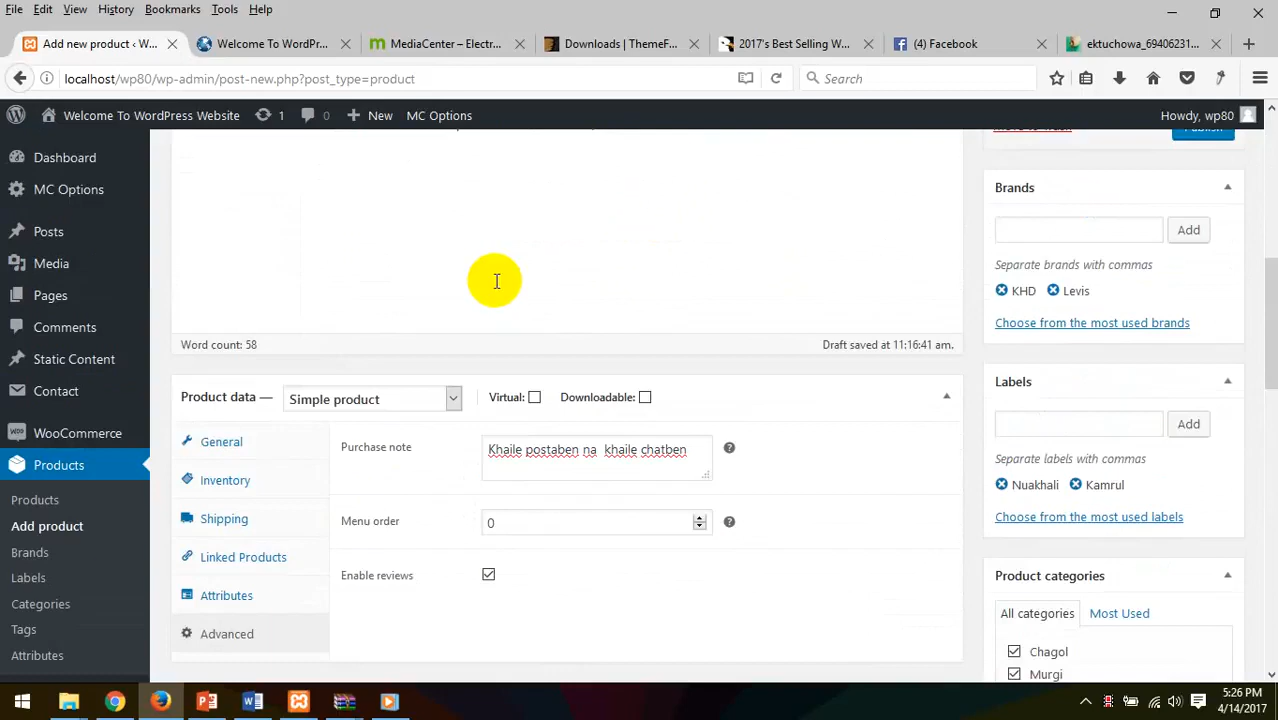 File Edit View History Bookmarks Tools Help
Add new product ‹ W...
Welcome To WordPr...
MediaCenter – Electr...
Downloads | ThemeF...
2017's Best Selling W...
(4) Facebook
ektuchowa_69406231...
localhost/wp80/wp-admin/post-new.php?post_type=product
Search
Welcome To WordPress Website 1 0 New MC Options
Howdy, wp80
Dashboard
MC Options
Posts
Media
Pages
Comments
Static Content
Contact
WooCommerce
Products
Products
Add product
Brands
Labels
Categories
Tags
Attributes
Word count: 58
Draft saved at 11:16:41 am.
Product data — Simple product Virtual: Downloadable:
General
Inventory
Shipping
Linked Products
Attributes
Advanced
Purchase note
Khaile postaben na khaile chatben
Menu order
0
Enable reviews
Move to Trash
Publish
Brands
Add
Separate brands with commas
KHD Levis
Choose from the most used brands
Labels
Add
Separate labels with commas
Nuakhali Kamrul
Choose from the most used labels
Product categories
All categories Most Used
Chagol
Murgi
5:26 PM
4/14/2017